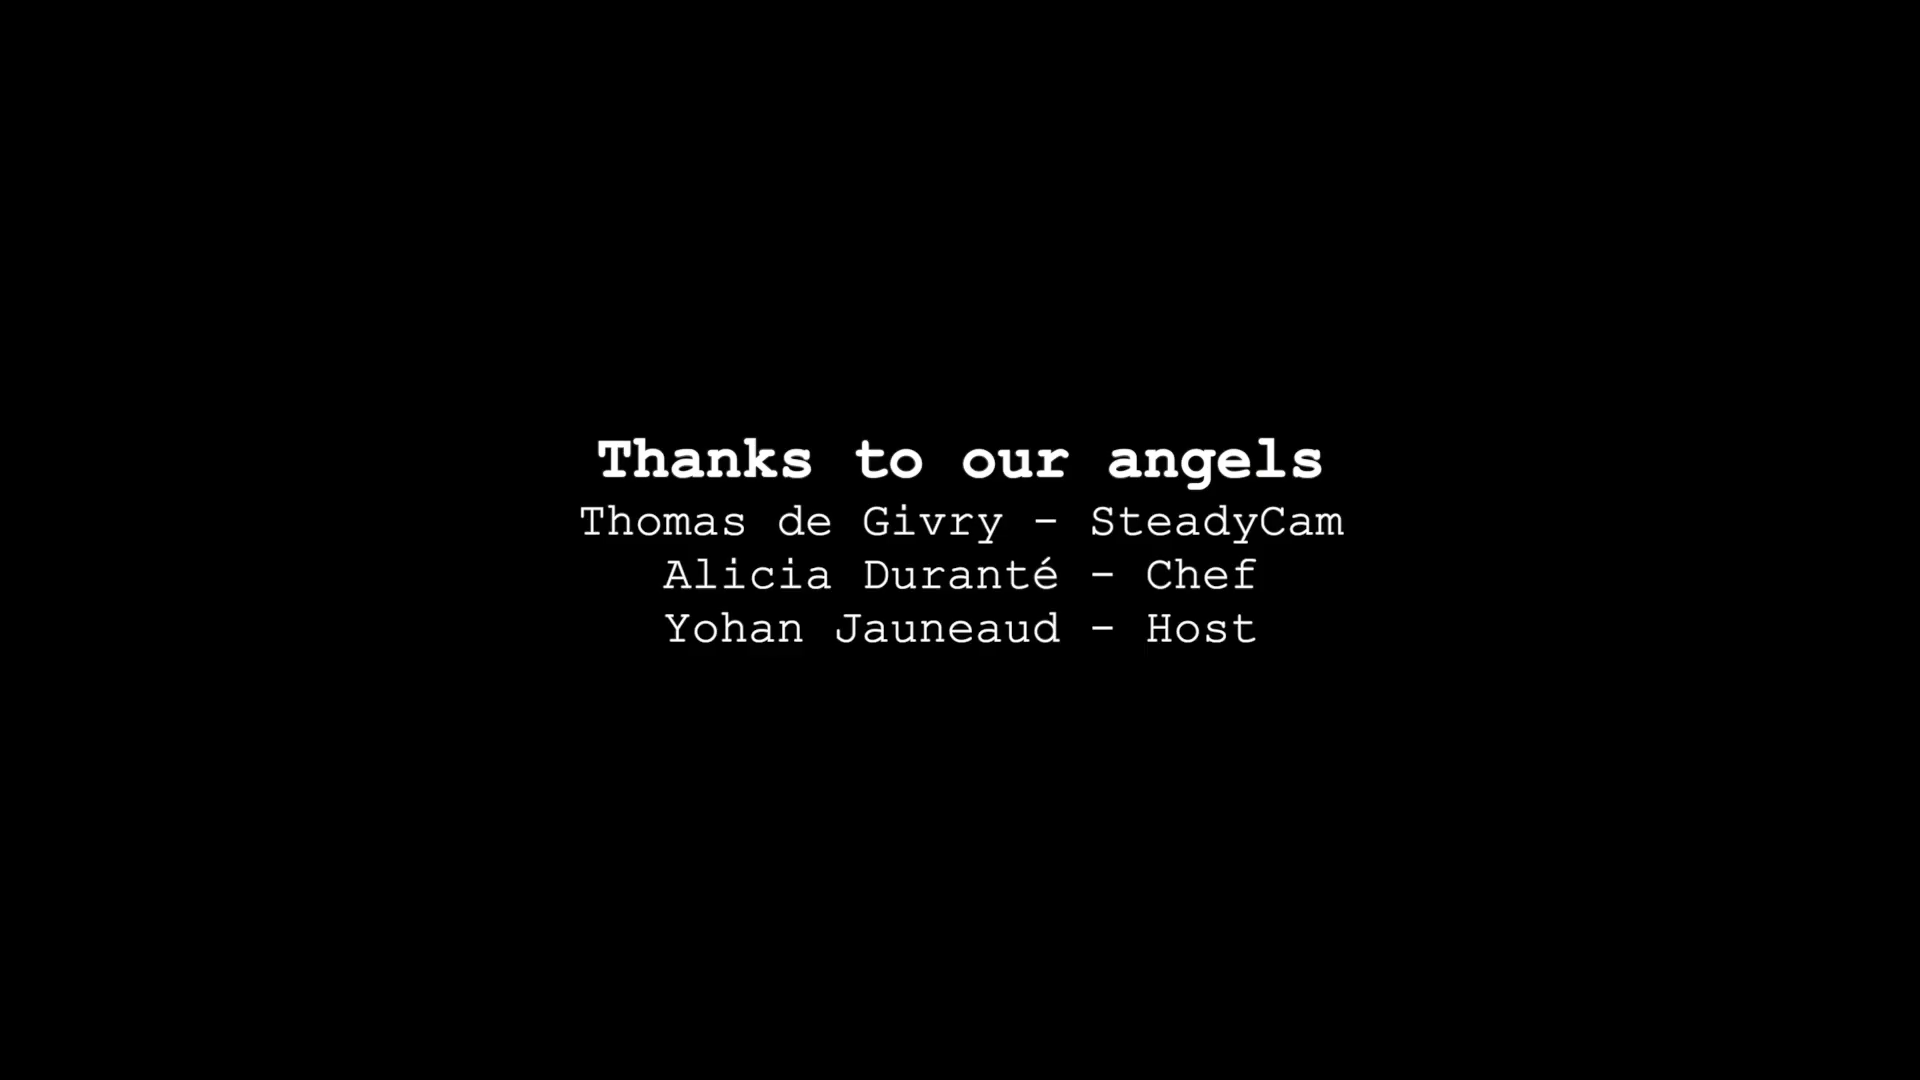 Thanks to our angels
Thomas de Givry - SteadyCam
Alicia Duranté - Chef
Yohan Jauneaud - Host